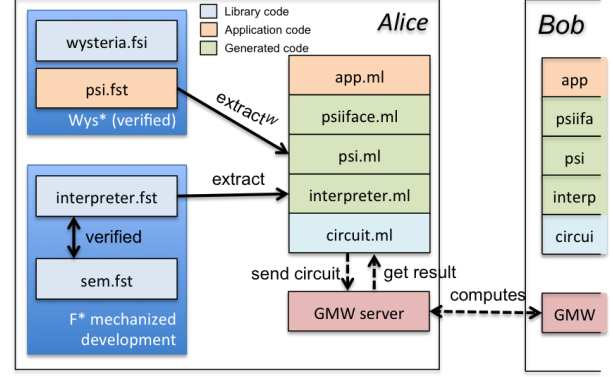 Library code
Application code
Generated code
Alice
Bob
wysteria.fsi
psi.fst
Wys* (verified)
extractᵂ
app.ml
psiiface.ml
psi.ml
interpreter.ml
circuit.ml
interpreter.fst
extract
verified
sem.fst
F* mechanized
development
send circuit
get result
GMW server
computes
app
psiifa
psi
interp
circui
GMW